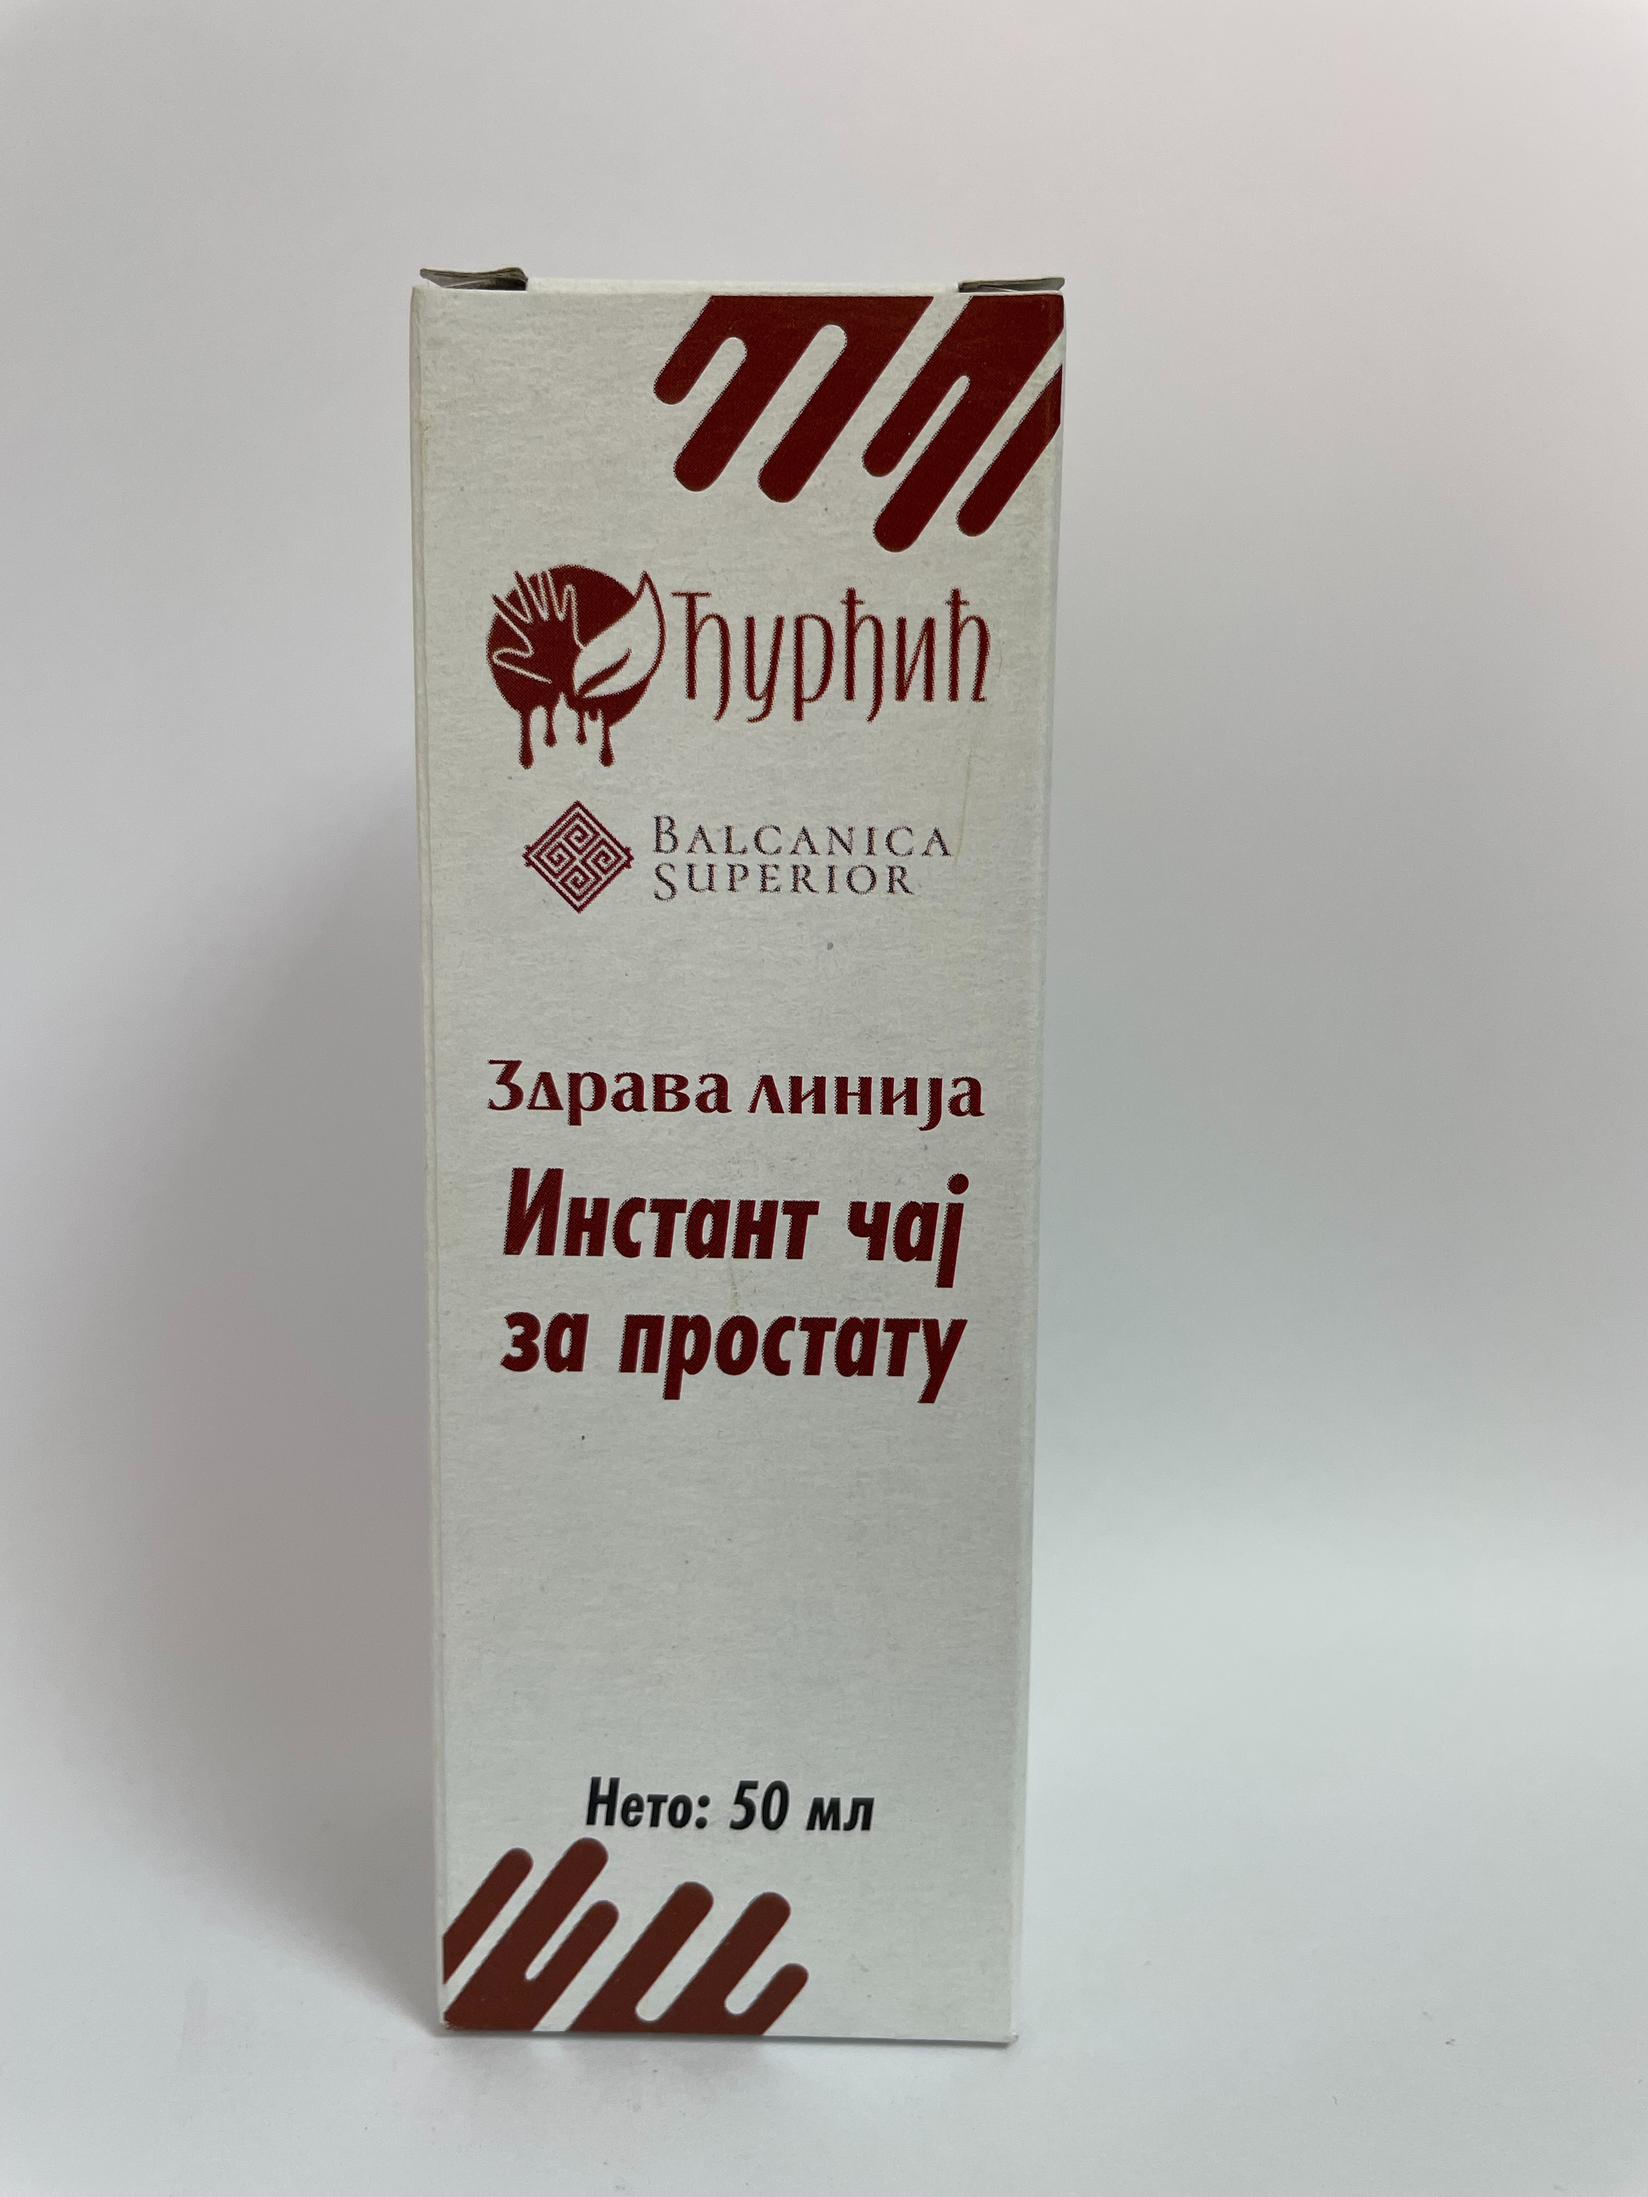 Ђурђић
BALCANICA
SUPERIOR
Здрава линија
Инстант чај
за простату
Нето: 50 мл